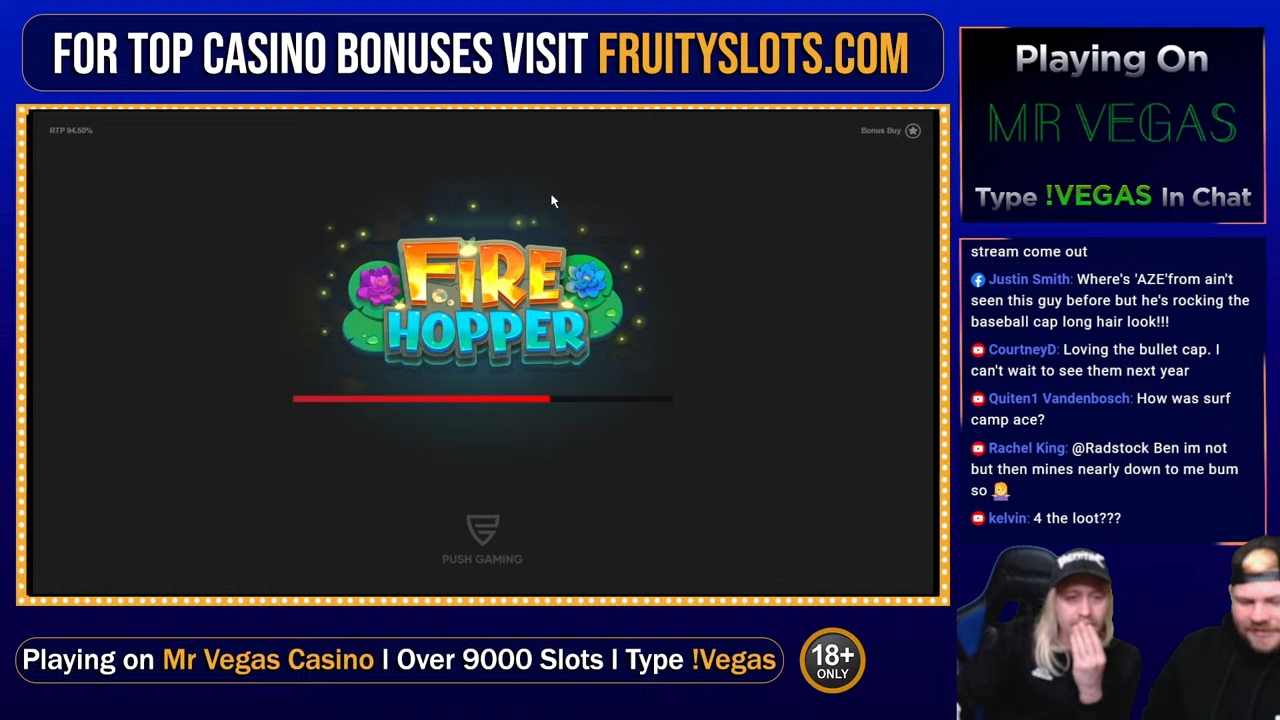 FOR TOP CASINO BONUSES VISIT FRUITYSLOTS.COM
RTP 94.50%
Bonus Buy
FIRE
HOPPER
PUSH GAMING
Playing on Mr Vegas Casino | Over 9000 Slots | Type !Vegas
18+
ONLY
Playing On
MR VEGAS
Type !VEGAS In Chat
stream come out
Justin Smith: Where's 'AZE'from ain't
seen this guy before but he's rocking the
baseball cap long hair look!!!
CourtneyD: Loving the bullet cap. I
can't wait to see them next year
Quiten1 Vandenbosch: How was surf
camp ace?
Rachel King: @Radstock Ben im not
but then mines nearly down to me bum
so 🤷‍♀️
kelvin: 4 the loot???